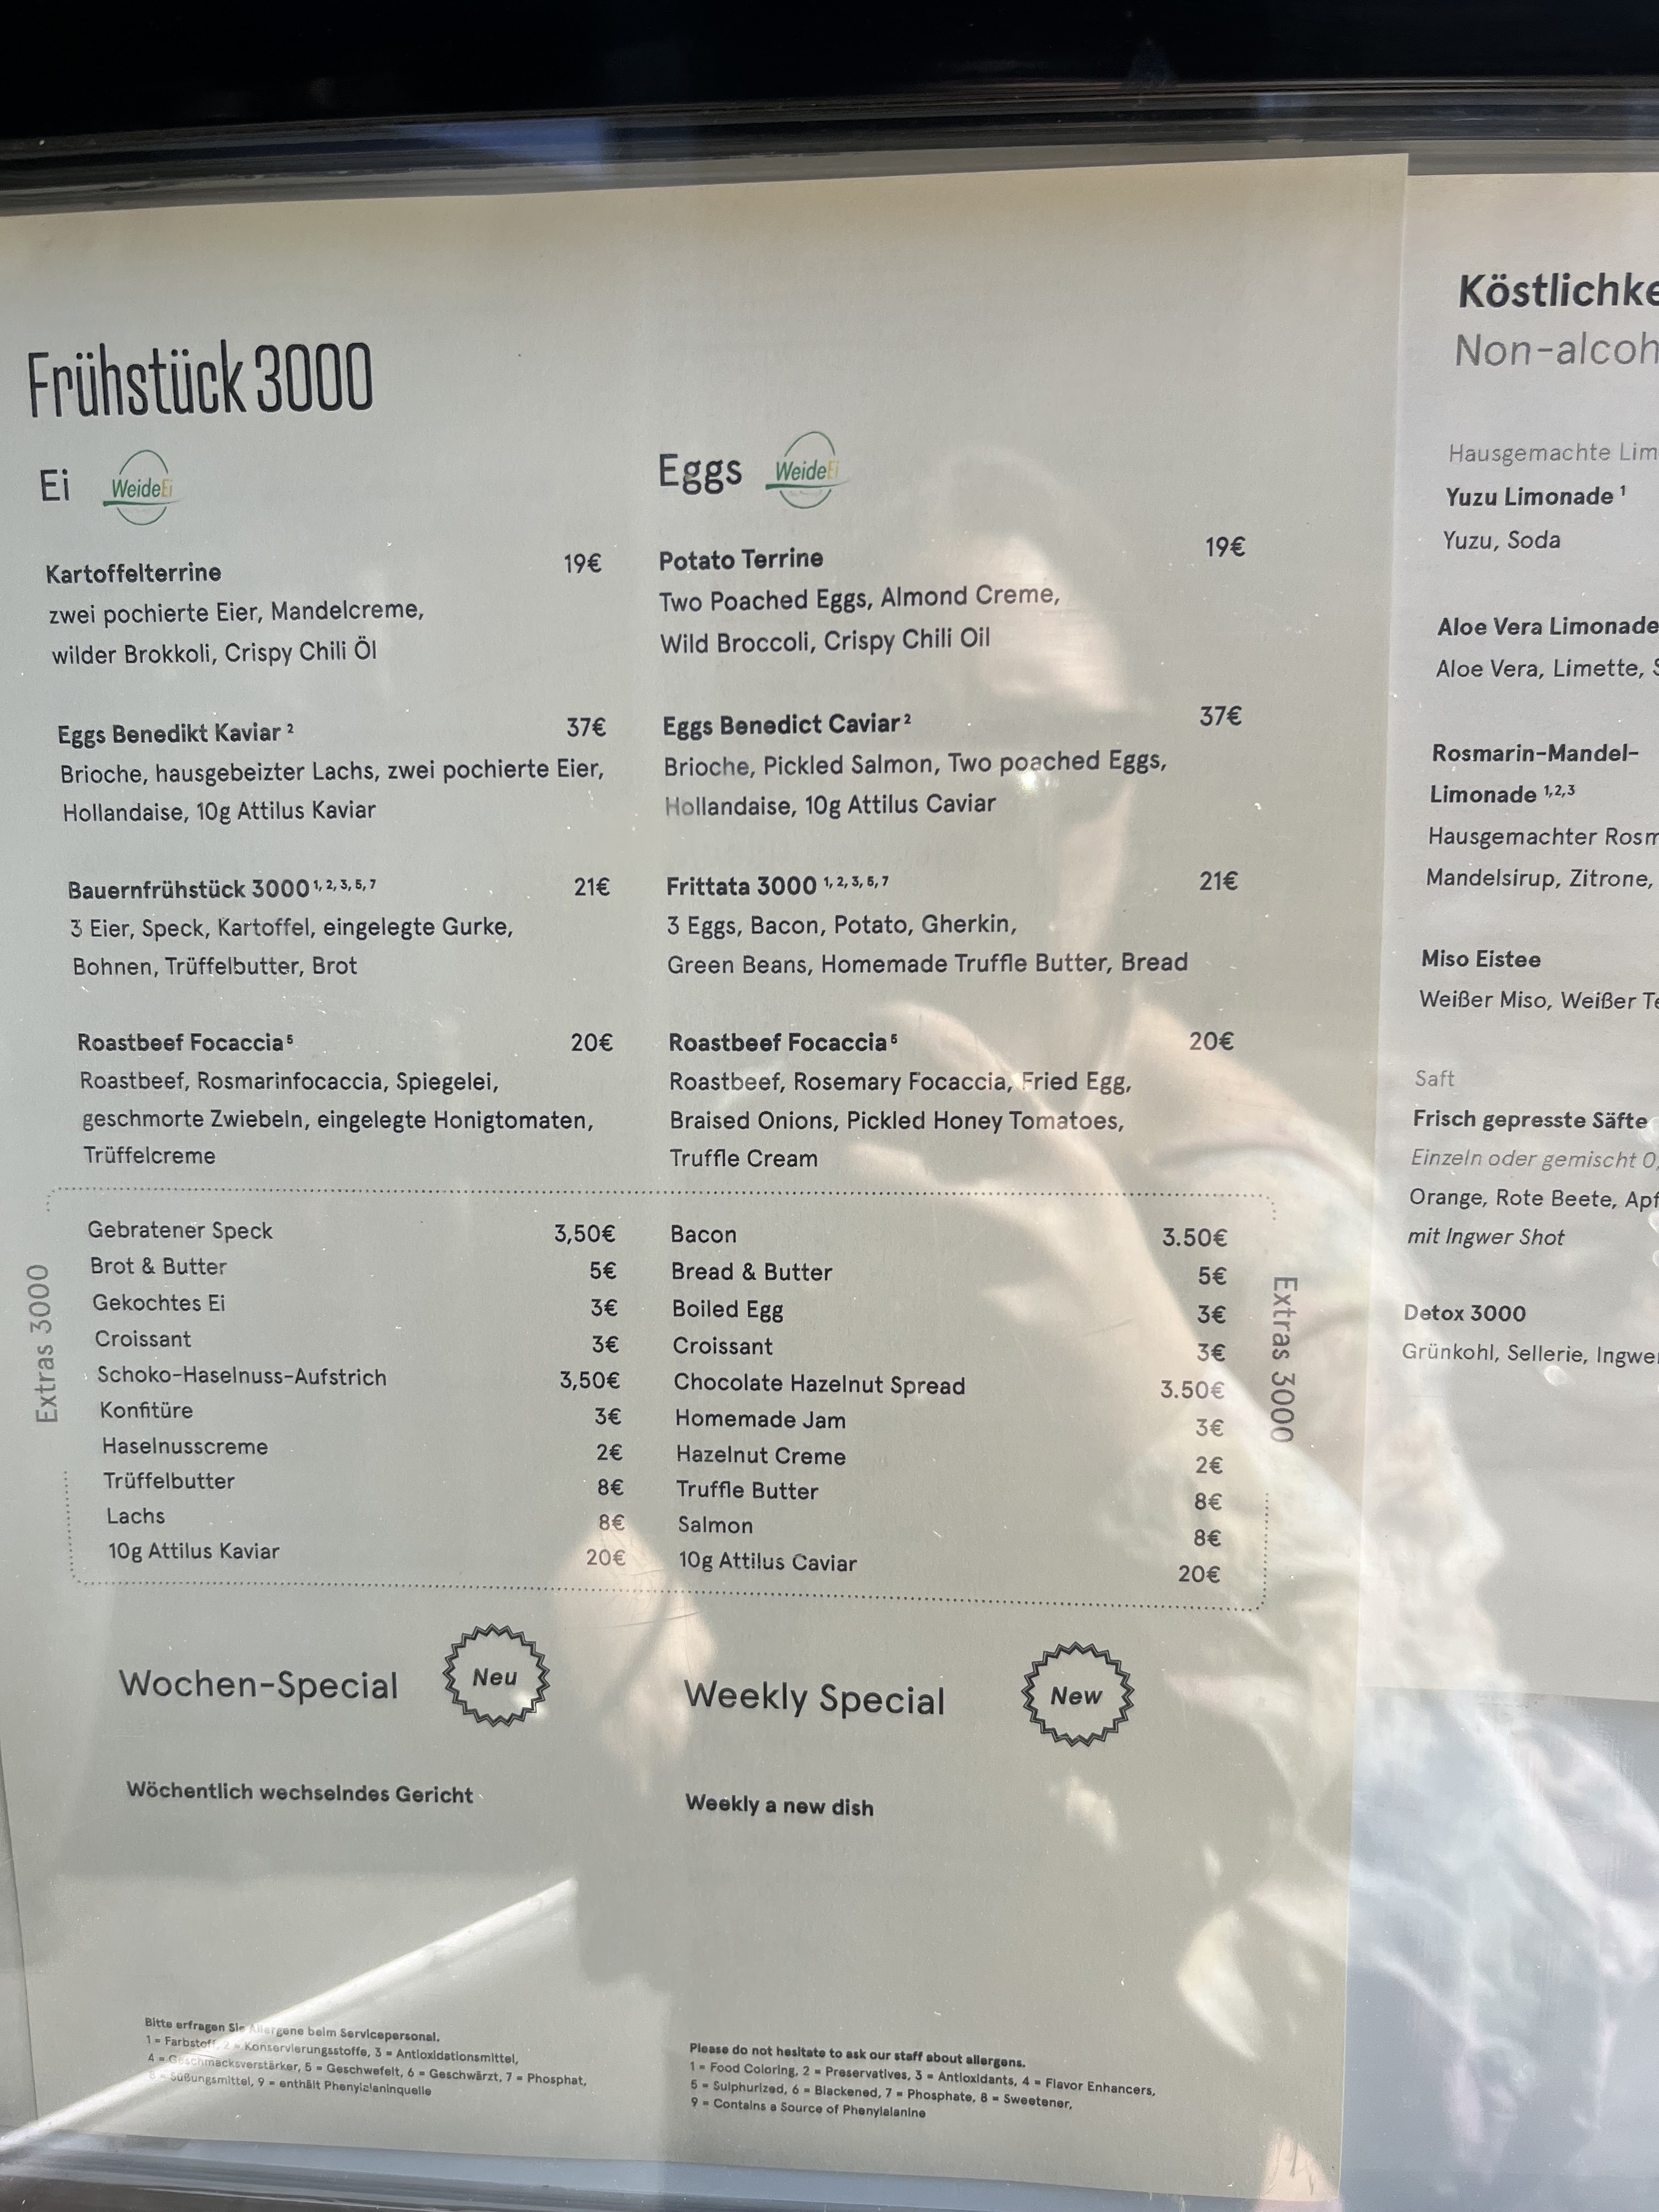 Frühstück 3000
Ei WeideEi
Kartoffelterrine 19€
zwei pochierte Eier, Mandelcreme,
wilder Brokkoli, Crispy Chili Öl
Eggs Benedikt Kaviar ² 37€
Brioche, hausgebeizter Lachs, zwei pochierte Eier,
Hollandaise, 10g Attilus Kaviar
Bauernfrühstück 3000 ¹, ², ³, ⁵, ⁷ 21€
3 Eier, Speck, Kartoffel, eingelegte Gurke,
Bohnen, Trüffelbutter, Brot
Roastbeef Focaccia ⁵ 20€
Roastbeef, Rosmarinfocaccia, Spiegelei,
geschmorte Zwiebeln, eingelegte Honigtomaten,
Trüffelcreme
Extras 3000
Gebratener Speck 3,50€
Brot & Butter 5€
Gekochtes Ei 3€
Croissant 3€
Schoko-Haselnuss-Aufstrich 3,50€
Konfitüre 3€
Haselnusscreme 2€
Trüffelbutter 8€
Lachs 8€
10g Attilus Kaviar 20€
Wochen-Special Neu
Wöchentlich wechselndes Gericht
Bitte erfragen Sie Allergene beim Servicepersonal.
1 = Farbstoff, 2 = Konservierungsstoffe, 3 = Antioxidationsmittel,
4 = Geschmacksverstärker, 5 = Geschwefelt, 6 = Geschwärzt, 7 = Phosphat,
8 = Süßungsmittel, 9 = enthält Phenylalaninquelle
Eggs WeideEi
Potato Terrine 19€
Two Poached Eggs, Almond Creme,
Wild Broccoli, Crispy Chili Oil
Eggs Benedict Caviar ² 37€
Brioche, Pickled Salmon, Two poached Eggs,
Hollandaise, 10g Attilus Caviar
Frittata 3000 ¹, ², ³, ⁵, ⁷ 21€
3 Eggs, Bacon, Potato, Gherkin,
Green Beans, Homemade Truffle Butter, Bread
Roastbeef Focaccia ⁵ 20€
Roastbeef, Rosemary Focaccia, Fried Egg,
Braised Onions, Pickled Honey Tomatoes,
Truffle Cream
Bacon 3.50€
Bread & Butter 5€
Boiled Egg 3€
Croissant 3€
Chocolate Hazelnut Spread 3.50€
Homemade Jam 3€
Hazelnut Creme 2€
Truffle Butter 8€
Salmon 8€
10g Attilus Caviar 20€
Extras 3000
Weekly Special New
Weekly a new dish
Please do not hesitate to ask our staff about allergens.
1 = Food Coloring, 2 = Preservatives, 3 = Antioxidants, 4 = Flavor Enhancers,
5 = Sulphurized, 6 = Blackened, 7 = Phosphate, 8 = Sweetener,
9 = Contains a Source of Phenylalanine
Köstlichke
Non-alcoh
Hausgemachte Lim
Yuzu Limonade ¹
Yuzu, Soda
Aloe Vera Limonade
Aloe Vera, Limette, S
Rosmarin-Mandel-
Limonade ¹,²,³
Hausgemachter Rosm
Mandelsirup, Zitrone,
Miso Eistee
Weißer Miso, Weißer Te
Saft
Frisch gepresste Säfte
Einzeln oder gemischt 0,
Orange, Rote Beete, Apf
mit Ingwer Shot
Detox 3000
Grünkohl, Sellerie, Ingwer